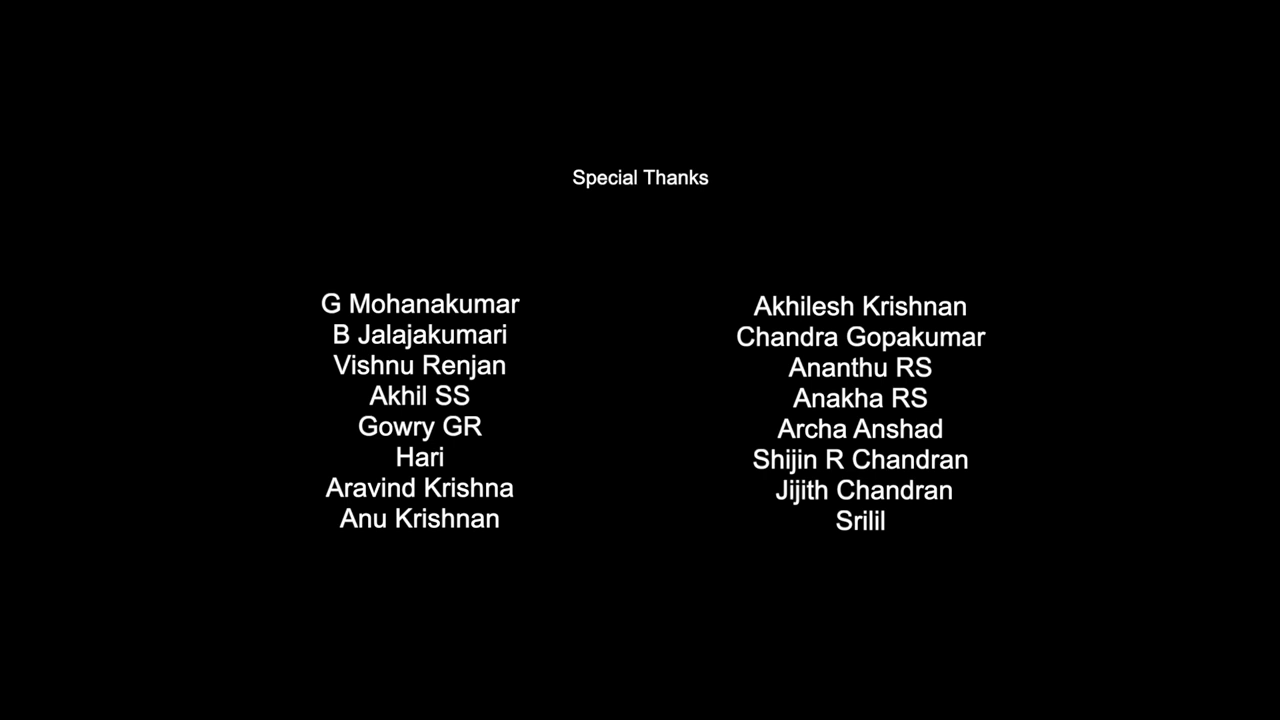 Special Thanks
G Mohanakumar
B Jalajakumari
Vishnu Renjan
Akhil SS
Gowry GR
Hari
Aravind Krishna
Anu Krishnan
Akhilesh Krishnan
Chandra Gopakumar
Ananthu RS
Anakha RS
Archa Anshad
Shijin R Chandran
Jijith Chandran
Srilil